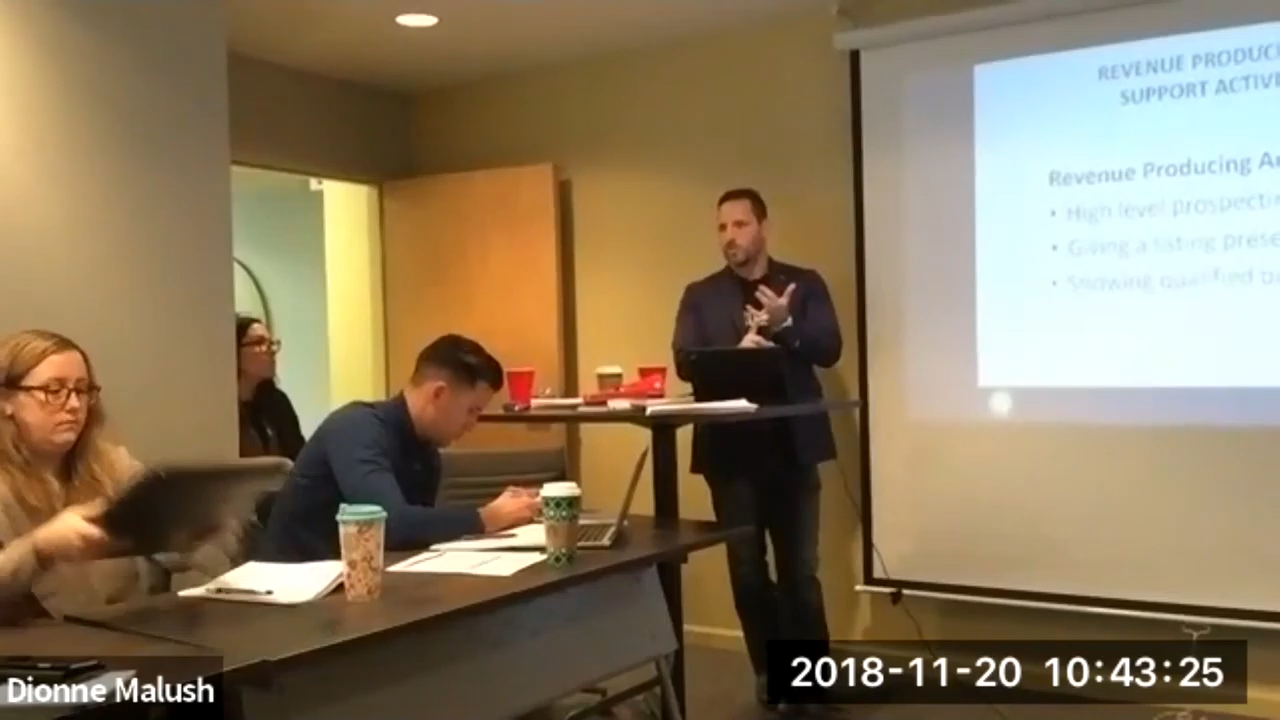 REVENUE PRODUC
SUPPORT ACTIVI
Revenue Producing A
• High level prospectin
• Giving a listing prese
• Showing qualified
2018-11-20 10:43:25
Dionne Malush